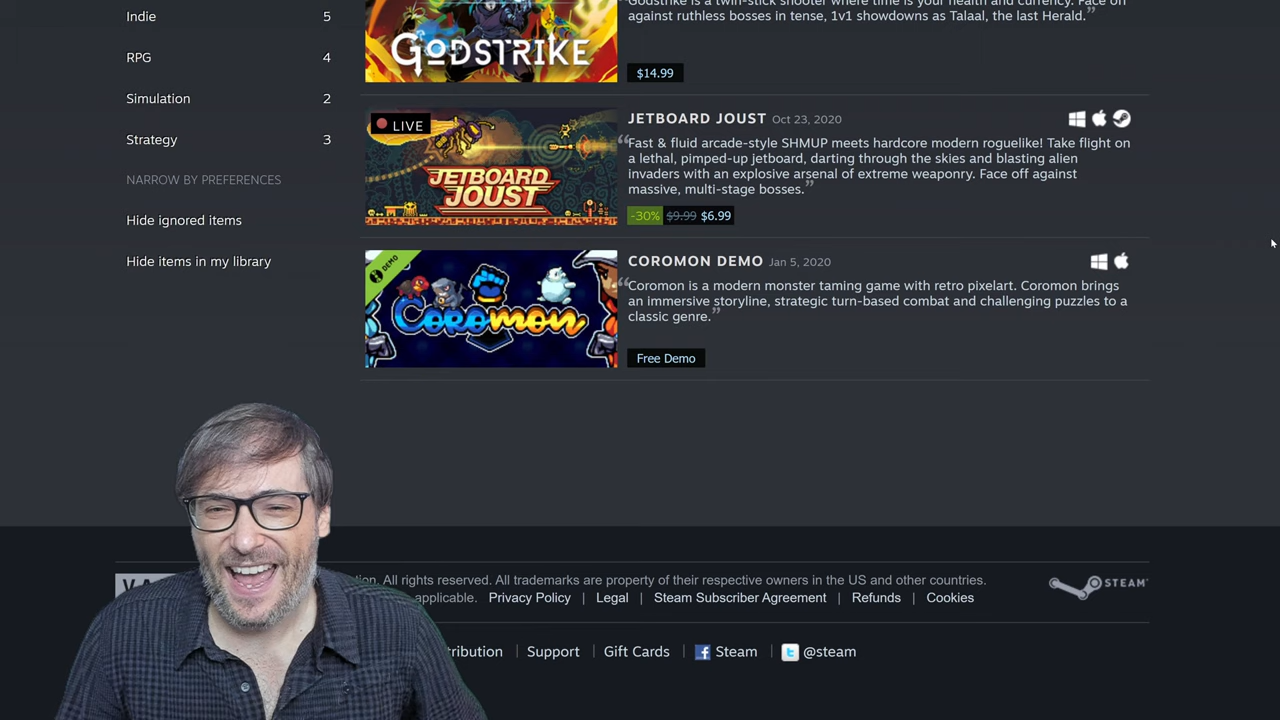 Indie 5
RPG 4
Simulation 2
Strategy 3
NARROW BY PREFERENCES
Hide ignored items
Hide items in my library
GODSTRIKE
Godstrike is a twin-stick shooter where time is your health and currency. Face on
against ruthless bosses in tense, 1v1 showdowns as Talaal, the last Herald.”
$14.99
LIVE
JETBOARD
JOUST
JETBOARD JOUST Oct 23, 2020
“Fast & fluid arcade-style SHMUP meets hardcore modern roguelike! Take flight on
a lethal, pimped-up jetboard, darting through the skies and blasting alien
invaders with an explosive arsenal of extreme weaponry. Face off against
massive, multi-stage bosses.”
-30% $9.99 $6.99
DEMO
COROMON
COROMON DEMO Jan 5, 2020
“Coromon is a modern monster taming game with retro pixelart. Coromon brings
an immersive storyline, strategic turn-based combat and challenging puzzles to a
classic genre.”
Free Demo
All rights reserved. All trademarks are property of their respective owners in the US and other countries.
applicable. Privacy Policy | Legal | Steam Subscriber Agreement | Refunds | Cookies
STEAM
Support | Gift Cards | Steam | @steam